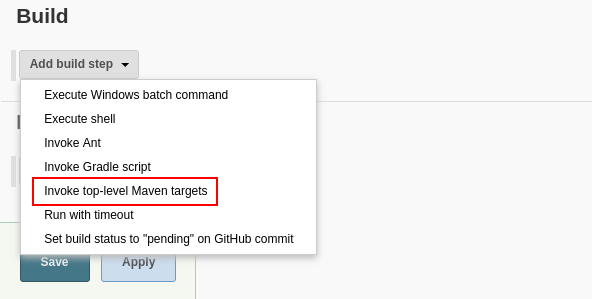 Build
Add build step
Execute Windows batch command
Execute shell
Invoke Ant
Invoke Gradle script
Invoke top-level Maven targets
Run with timeout
Set build status to "pending" on GitHub commit
Save
Apply